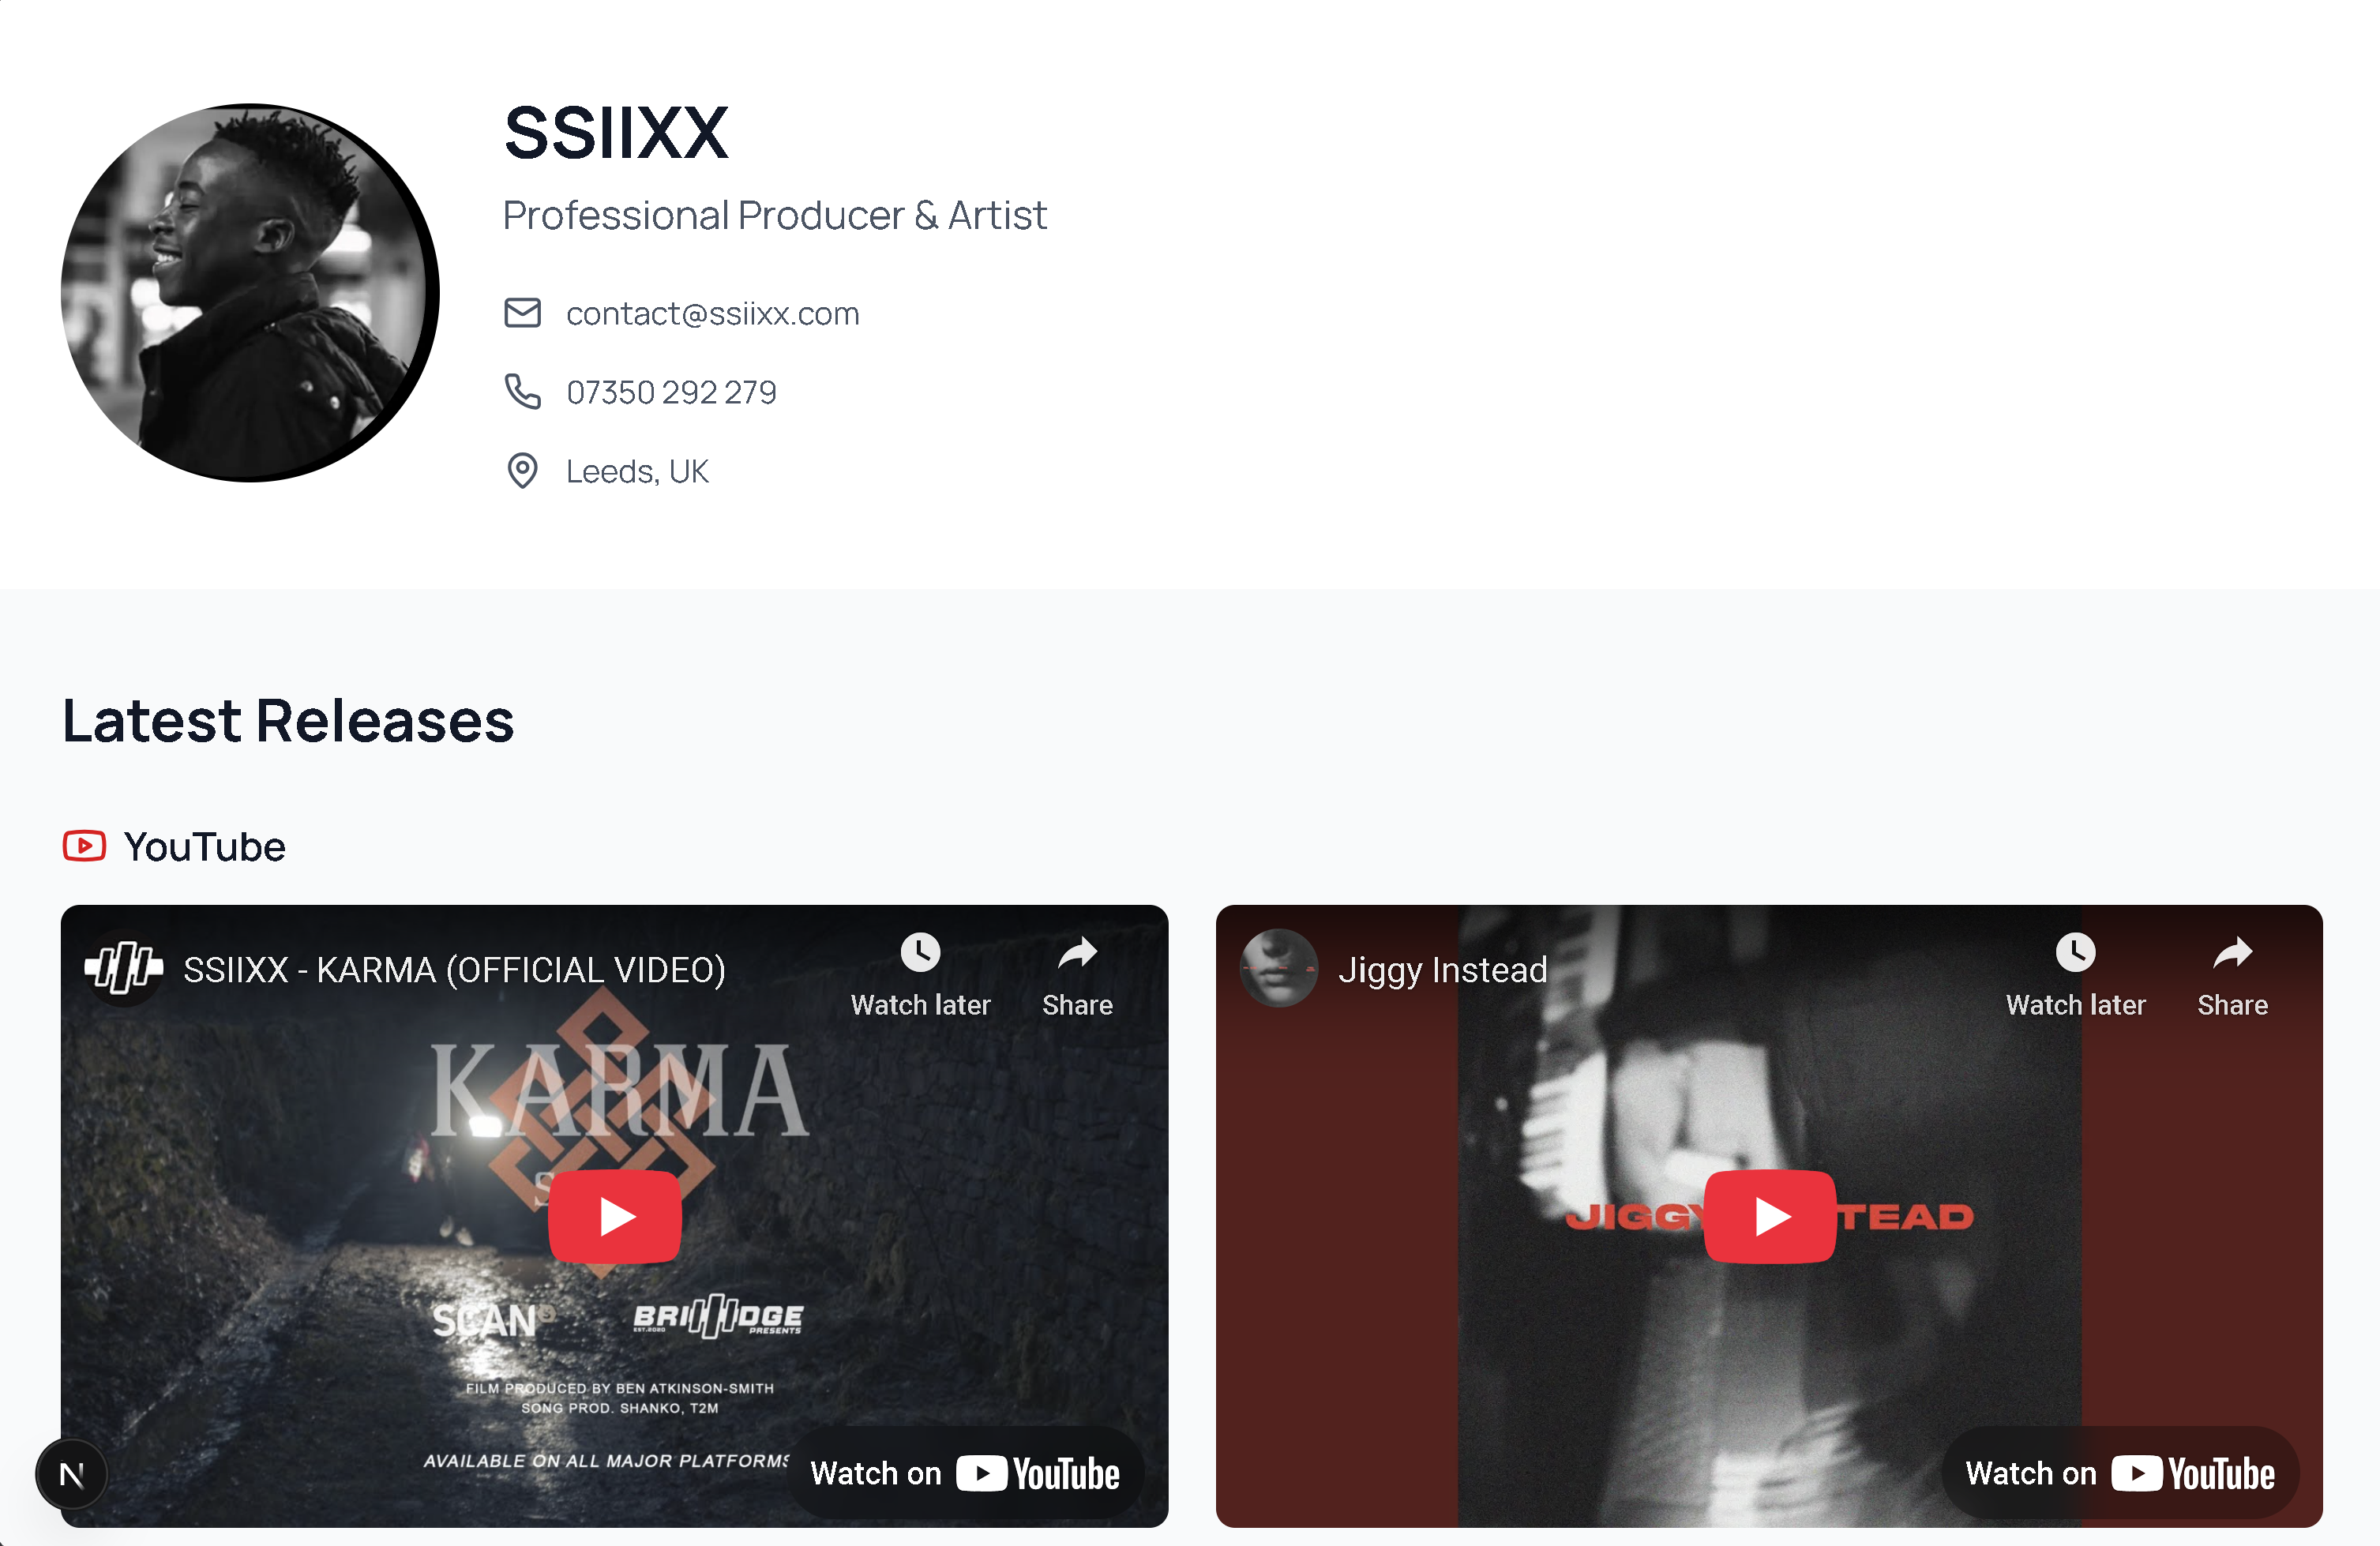 SSIIXX
Professional Producer & Artist
contact@ssiixx.com
07350 292 279
Leeds, UK
Latest Releases
YouTube
SSIIXX - KARMA (OFFICIAL VIDEO)
Watch later
Share
KARMA
S
SCAN
BRIDGE
EST.2020
PRESENTS
FILM PRODUCED BY BEN ATKINSON-SMITH
SONG PROD. SHANKO, T2M
AVAILABLE ON ALL MAJOR PLATFORMS
Watch on YouTube
Jiggy Instead
Watch later
Share
JIGGY
TEAD
Watch on YouTube
N